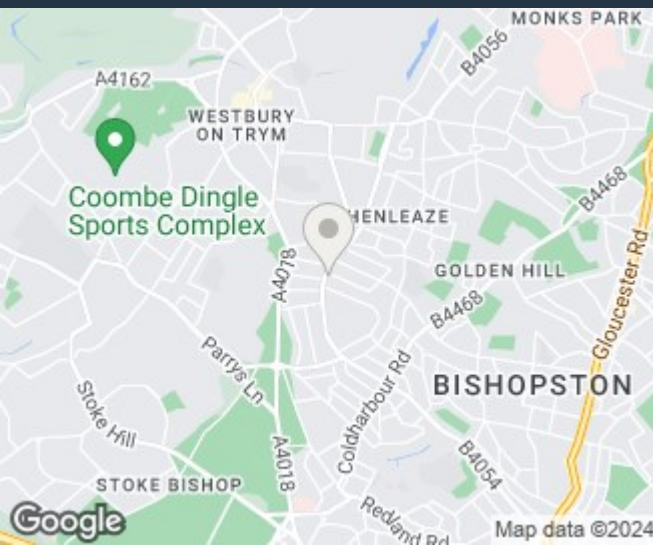 MONKS PARK
B4056
A4162
WESTBURY
ON TRYM
B4468
Coombe Dingle
Sports Complex
HENLEAZE
A4018
GOLDEN HILL
Gloucester Rd
B4468
Parrys Ln
Coldharbour Rd
BISHOPSTON
Stoke Hill
A4018
B4054
STOKE BISHOP
Redland Rd
Google
Map data ©2024